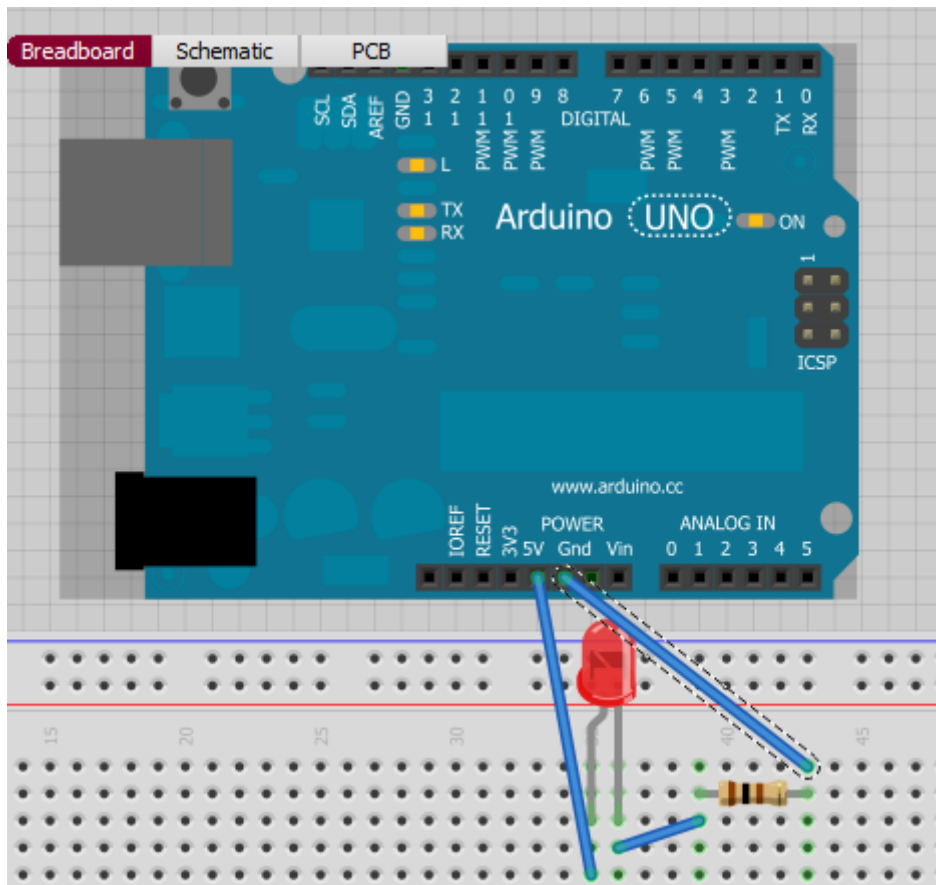 Breadboard Schematic PCB
SCL SDA AREF GND 13 12 11 10 9 8 7 6 5 4 3 2 1 0
DIGITAL
PWM PWM PWM PWM PWM PWM TX RX
L
TX
RX
Arduino UNO
ON
1
ICSP
www.arduino.cc
POWER ANALOG IN
IOREF RESET 3V3 5V Gnd Vin 0 1 2 3 4 5
15 20 25 30 40 45